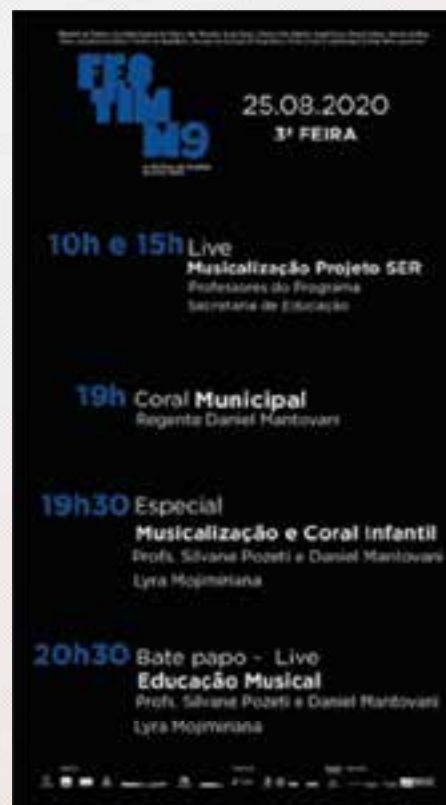 FES
TIM
M9
25.08.2020
3ª FEIRA
10h e 15h Live
Musicalização Projeto SER
Professores do Programa
Secretaria de Educação
19h Coral Municipal
Regente Daniel Mantovani
19h30 Especial
Musicalização e Coral Infantil
Profs. Silvana Pozeti e Daniel Mantovani
Lyra Mojimiriana
20h30 Bate papo - Live
Educação Musical
Profs. Silvana Pozeti e Daniel Mantovani
Lyra Mojimiriana